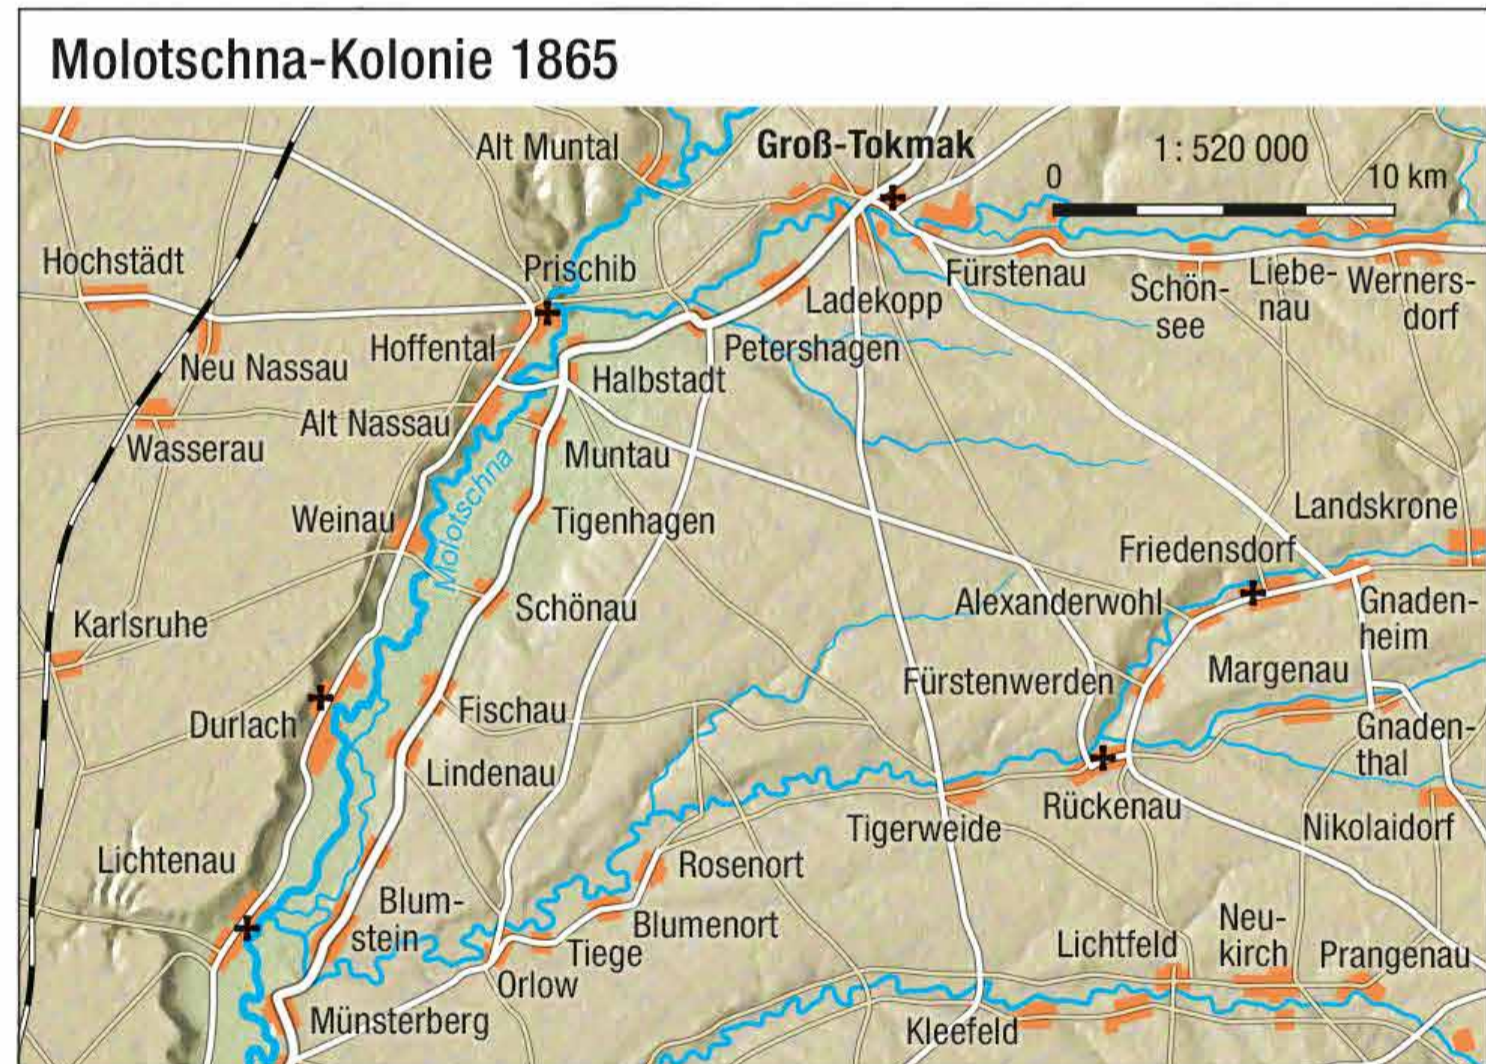 Molotschna-Kolonie 1865
Alt Muntal
Groß-Tokmak
1 : 520 000
0
10 km
Hochstädt
Prischib
Fürstenau
Schön-
see
Liebe-
nau
Werners-
dorf
Ladekopp
Hoffental
Petershagen
Neu Nassau
Halbstadt
Alt Nassau
Wasserau
Muntau
Molotschna
Weinau
Tigenhagen
Landskrone
Friedensdorf
Schönau
Alexanderwohl
Gnaden-
heim
Karlsruhe
Fürstenwerden
Margenau
Durlach
Fischau
Gnaden-
thal
Lindenau
Rückenau
Tigerweide
Nikolaidorf
Lichtenau
Rosenort
Blum-
stein
Blumenort
Tiege
Orlow
Lichtfeld
Neu-
kirch
Prangenau
Münsterberg
Kleefeld